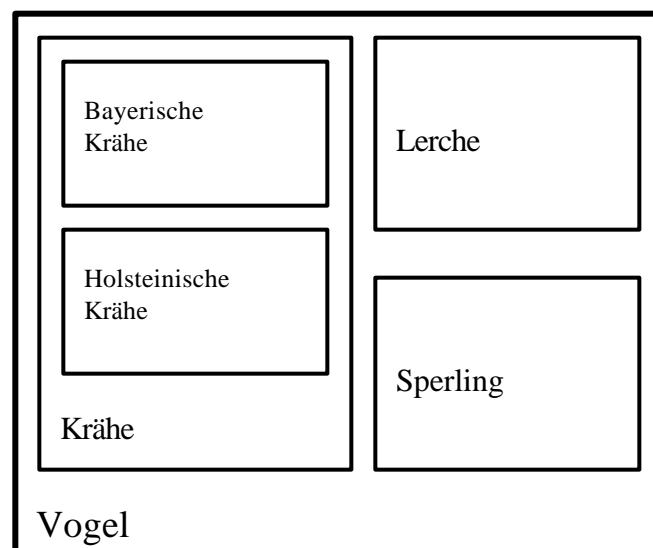 Bayerische
Krähe
Holsteinische
Krähe
Krähe
Lerche
Sperling
Vogel